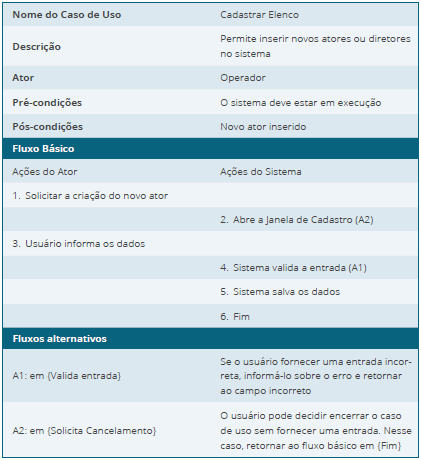 Nome do Caso de Uso Cadastrar Elenco
Descrição Permite inserir novos atores ou diretores
no sistema
Ator Operador
Pré-condições O sistema deve estar em execução
Pós-condições Novo ator inserido
Fluxo Básico
Ações do Ator Ações do Sistema
1. Solicitar a criação do novo ator
2. Abre a Janela de Cadastro (A2)
3. Usuário informa os dados
4. Sistema valida a entrada (A1)
5. Sistema salva os dados
6. Fim
Fluxos alternativos
A1: em {Valida entrada} Se o usuário fornecer uma entrada incor-
reta, informá-lo sobre o erro e retornar
ao campo incorreto
A2: em {Solicita Cancelamento} O usuário pode decidir encerrar o caso
de uso sem fornecer uma entrada. Nesse
caso, retornar ao fluxo básico em {Fim}